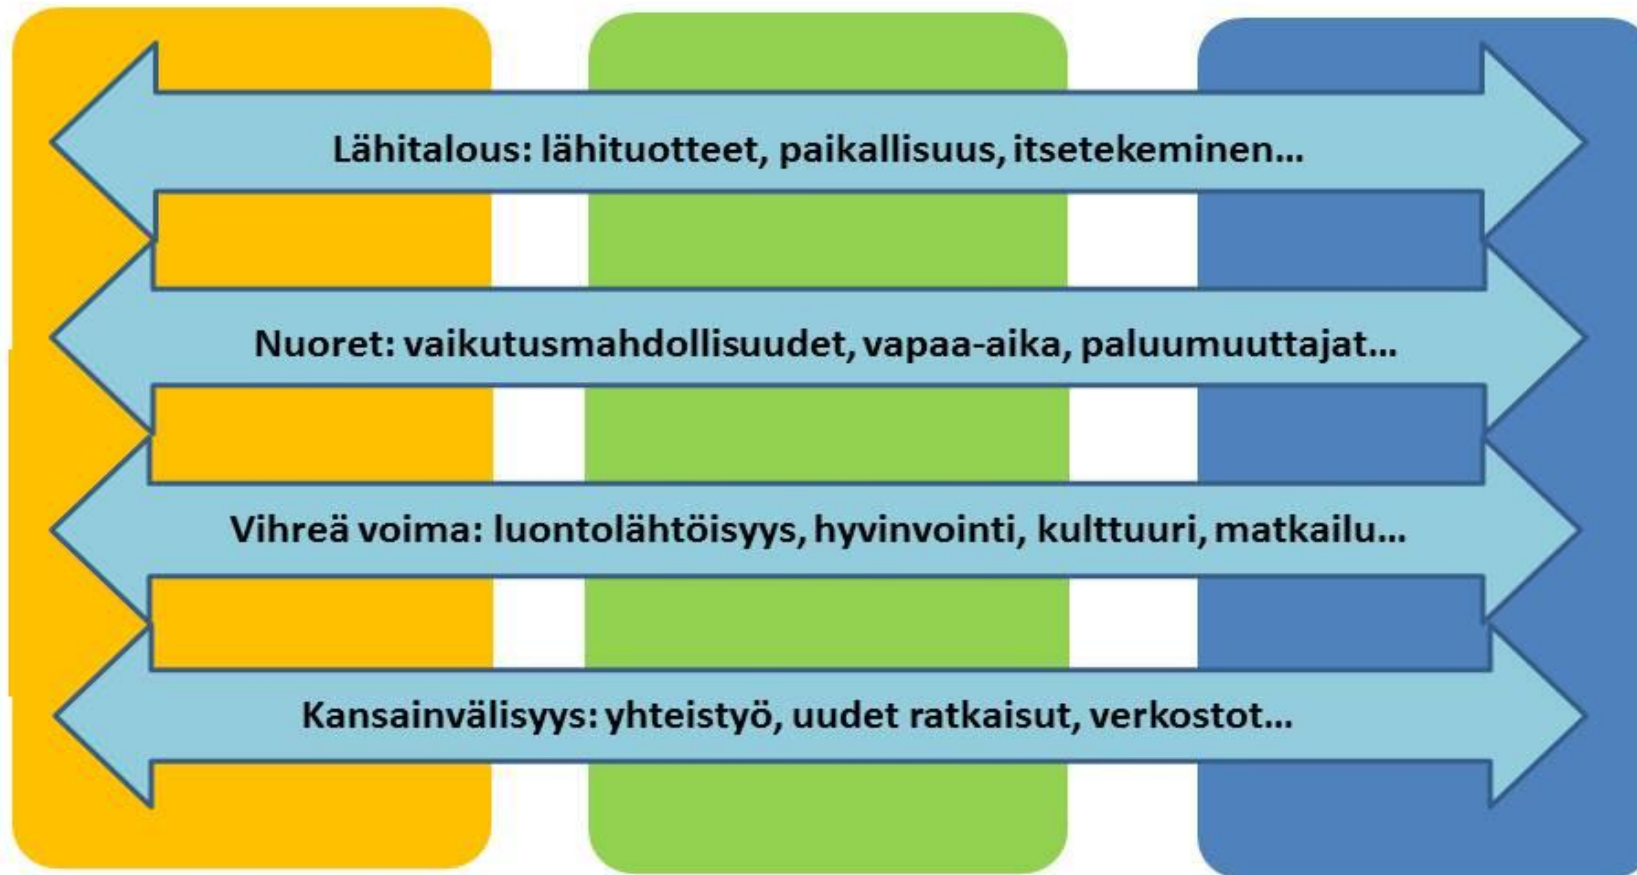 Lähitalous: lähituotteet, paikallisuus, itsetekeminen...
Nuoret: vaikutusmahdollisuudet, vapaa-aika, paluumuuttajat...
Vihreä voima: luontolähtöisyys, hyvinvointi, kulttuuri, matkailu...
Kansainvälisyys: yhteistyö, uudet ratkaisut, verkostot...